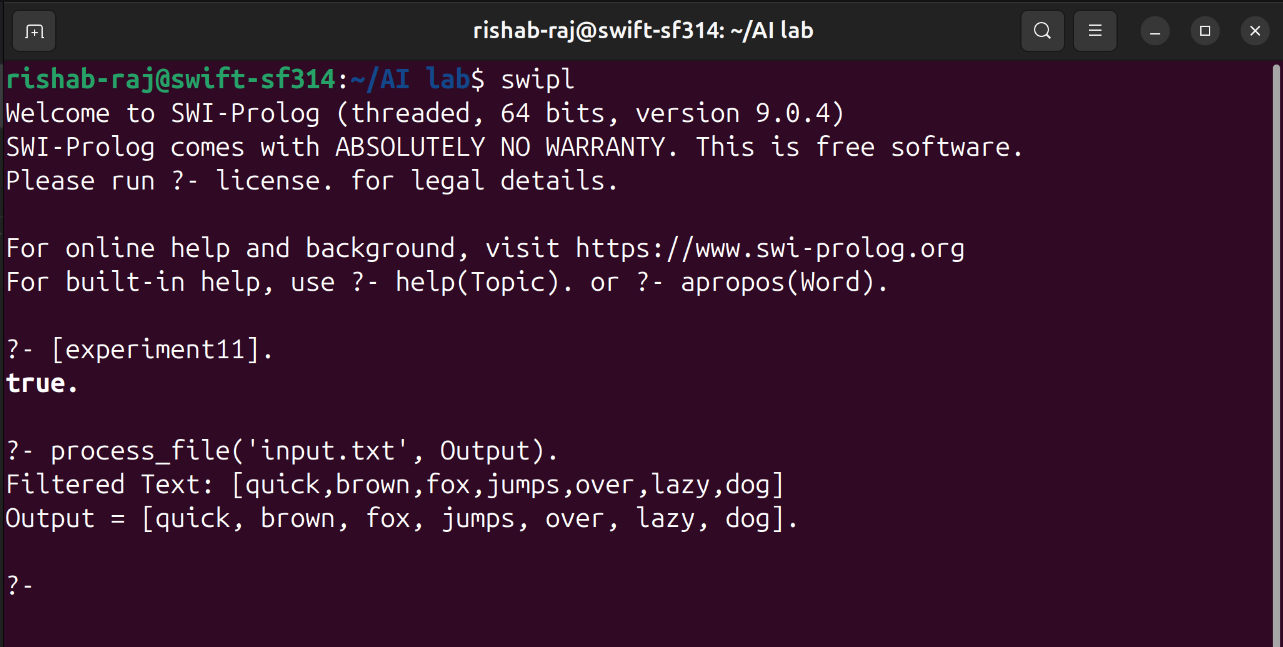 rishab-raj@swift-sf314: ~/AI lab
rishab-raj@swift-sf314:~/AI lab$ swipl
Welcome to SWI-Prolog (threaded, 64 bits, version 9.0.4)
SWI-Prolog comes with ABSOLUTELY NO WARRANTY. This is free software.
Please run ?- license. for legal details.
For online help and background, visit https://www.swi-prolog.org
For built-in help, use ?- help(Topic). or ?- apropos(Word).
?- [experiment11].
true.
?- process_file('input.txt', Output).
Filtered Text: [quick,brown,fox,jumps,over,lazy,dog]
Output = [quick, brown, fox, jumps, over, lazy, dog].
?-